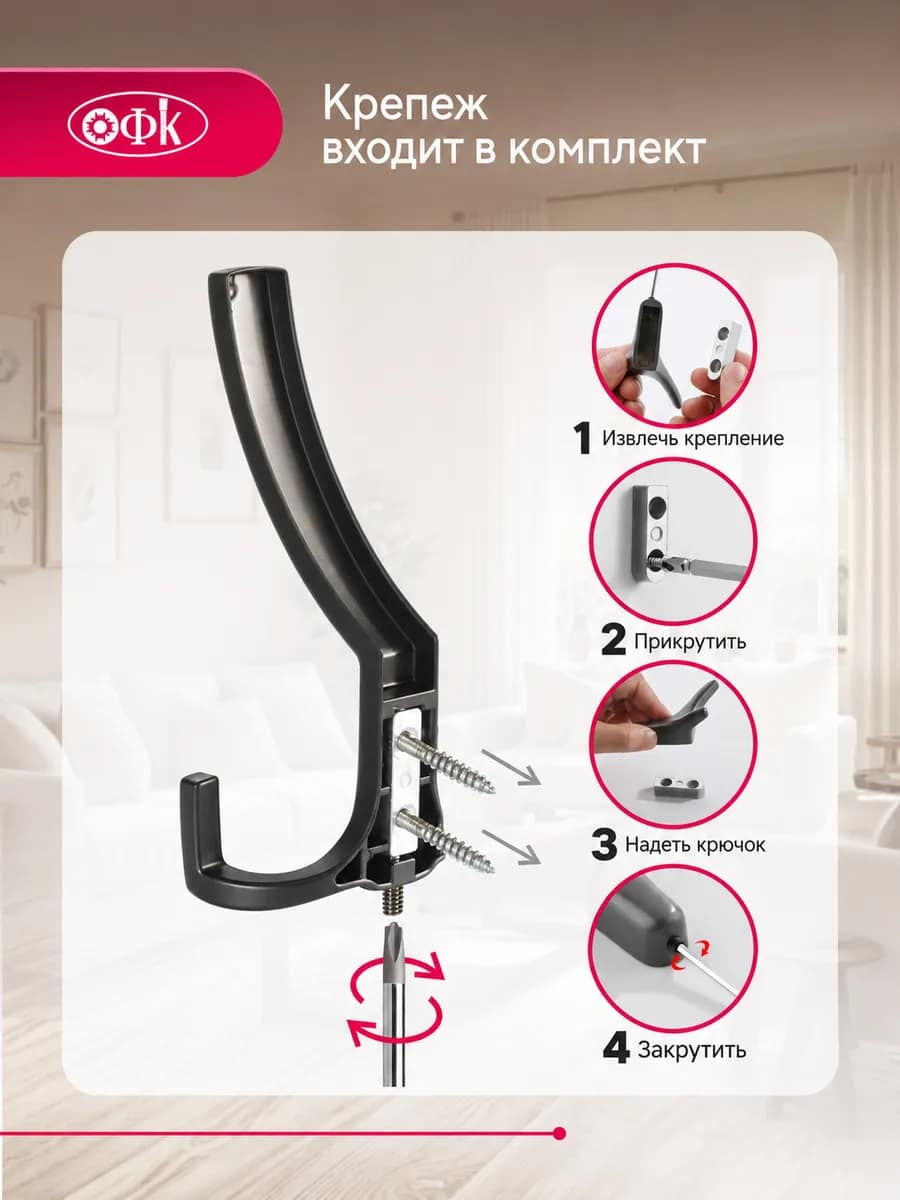 ОФК
Крепеж
входит в комплект
1 Извлечь крепление
2 Прикрутить
3 Надеть крючок
4 Закрутить